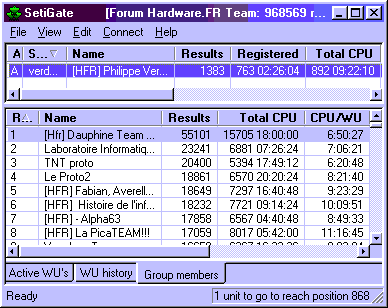 SetiGate [Forum Hardware.FR Team: 968569 r...
File View Edit Connect Help
A S... Name Results Registered Total CPU
A verd... [HFR] Philippe Ver... 1383 763 02:26:04 892 09:22:10
R... Name Results Total CPU CPU/WU
1 [Hfr] Dauphine Team ... 55101 15705 18:00:00 6:50:27
2 Laboratoire Informatiq... 23241 6881 07:26:24 7:06:21
3 TNT proto 20400 5394 17:49:12 6:20:48
4 Le Proto2 18861 6570 20:20:24 8:21:40
5 [HFR] Fabian, Averell... 18649 7297 16:40:48 9:23:29
6 [HFR] Histoire de l'inf... 18232 7721 09:14:24 10:09:51
7 [HFR] - Alpha63 17858 6567 04:40:48 8:49:33
8 [HFR] La PicaTEAM!!! 17059 8017 05:42:00 11:16:45
Active WU's WU history Group members
Ready 1 unit to go to reach position 868